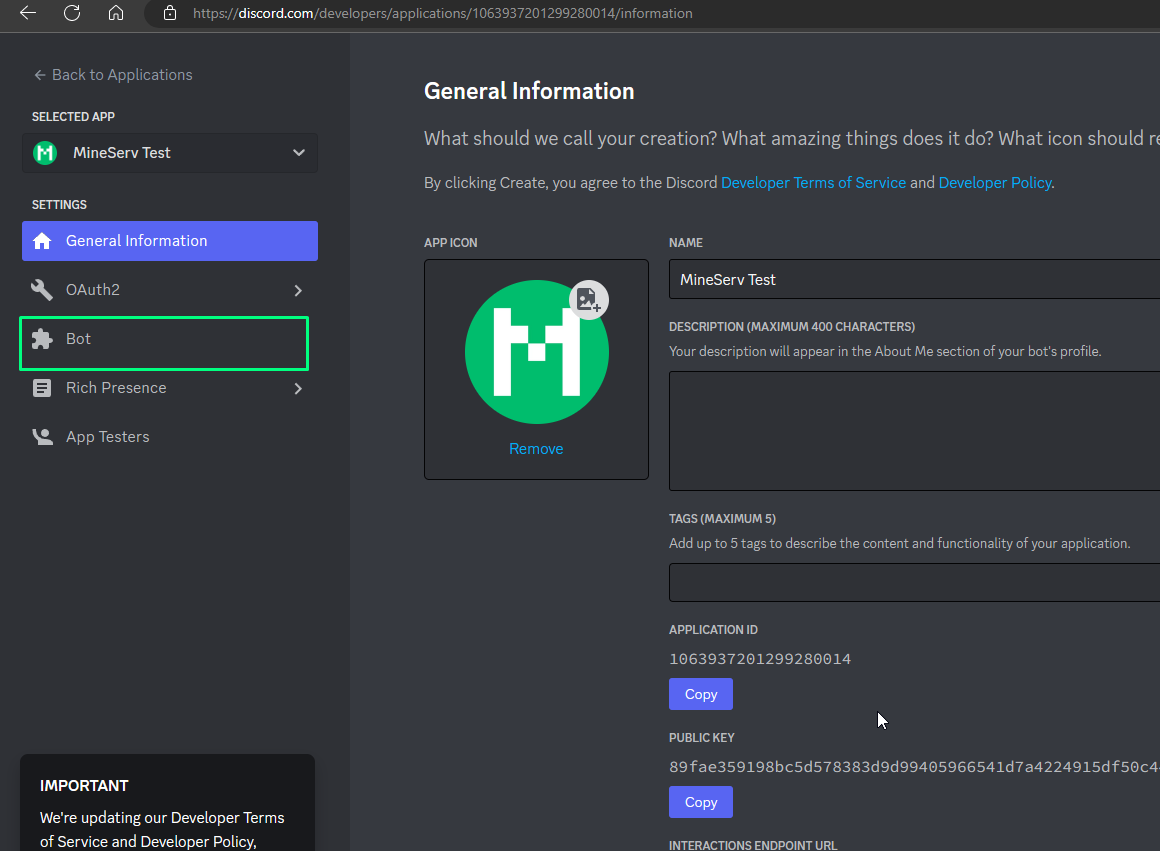 https://discord.com/developers/applications/1063937201299280014/information
Back to Applications
SELECTED APP
MineServ Test
SETTINGS
General Information
OAuth2
Bot
Rich Presence
App Testers
IMPORTANT
We're updating our Developer Terms
of Service and Developer Policy,
General Information
What should we call your creation? What amazing things does it do? What icon should re
By clicking Create, you agree to the Discord Developer Terms of Service and Developer Policy.
APP ICON
Remove
NAME
MineServ Test
DESCRIPTION (MAXIMUM 400 CHARACTERS)
Your description will appear in the About Me section of your bot's profile.
TAGS (MAXIMUM 5)
Add up to 5 tags to describe the content and functionality of your application.
APPLICATION ID
1063937201299280014
Copy
PUBLIC KEY
89fae359198bc5d578383d9d99405966541d7a4224915df50c4
Copy
INTERACTIONS ENDPOINT URL